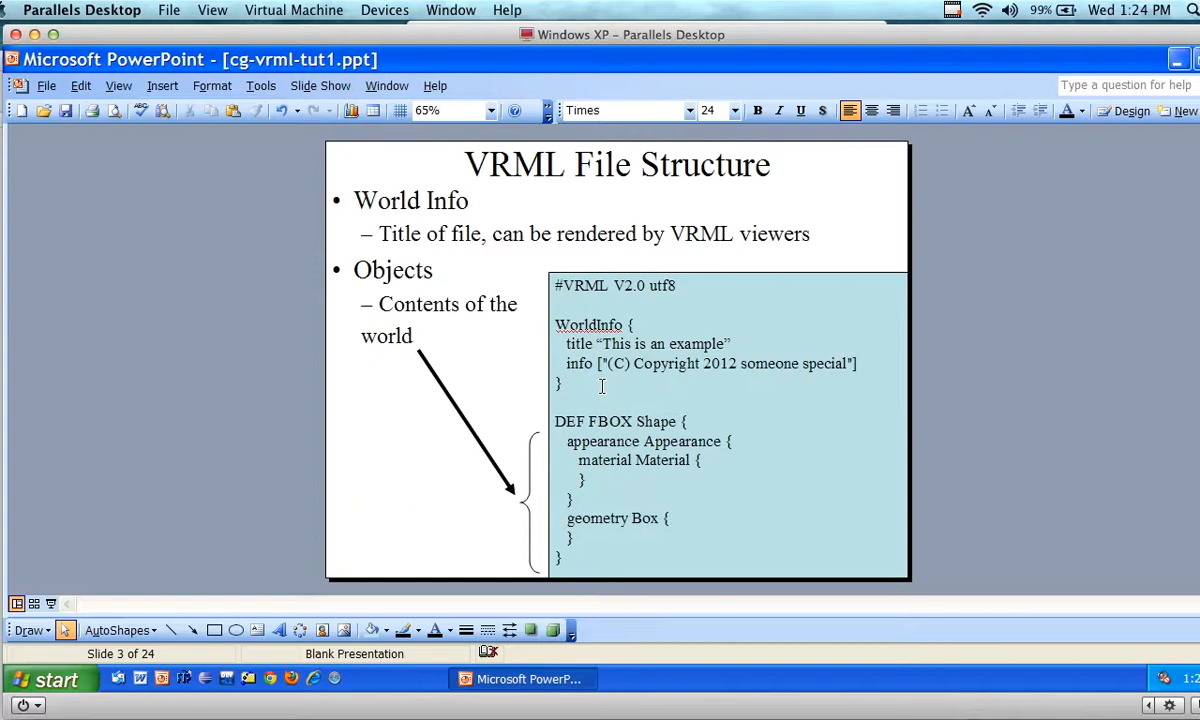 Parallels Desktop File View Virtual Machine Devices Window Help 99% Wed 1:24 PM
Windows XP – Parallels Desktop
Microsoft PowerPoint - [cg-vrml-tut1.ppt]
File Edit View Insert Format Tools Slide Show Window Help Type a question for help
65% Times 24 B I U S A Design New
VRML File Structure
• World Info
– Title of file, can be rendered by VRML viewers
• Objects
– Contents of the
world
#VRML V2.0 utf8
WorldInfo {
title “This is an example”
info ["(C) Copyright 2012 someone special"]
}
DEF FBOX Shape {
appearance Appearance {
material Material {
}
}
geometry Box {
}
}
Draw AutoShapes A
Slide 3 of 24 Blank Presentation
start Microsoft PowerP... 1:2